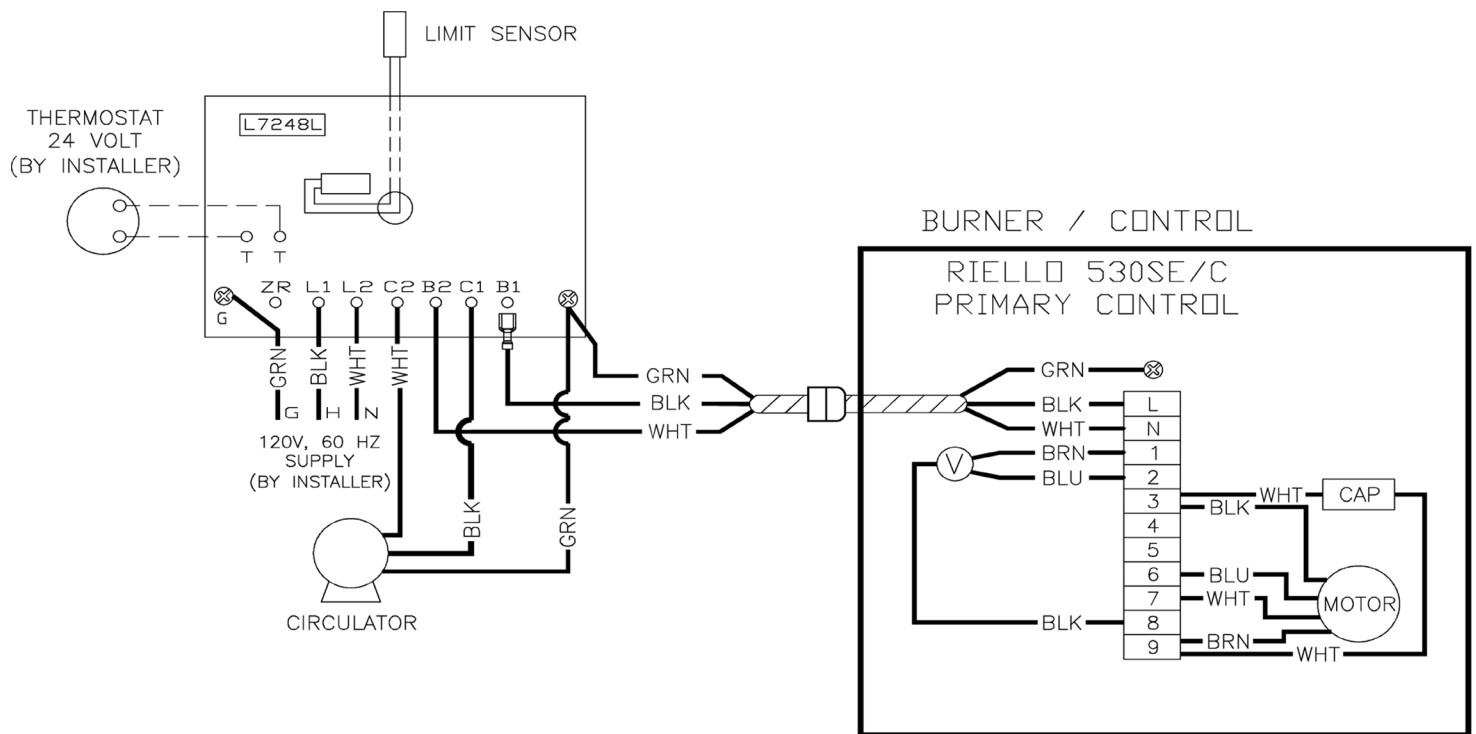 LIMIT SENSOR
THERMOSTAT
24 VOLT
(BY INSTALLER)
L7248L
T T
ZR L1 L2 C2 B2 C1 B1
G
GRN BLK WHT WHT
G H N
120V, 60 HZ
SUPPLY
(BY INSTALLER)
BLK
GRN
CIRCULATOR
GRN
BLK
WHT
BURNER / CONTROL
RIELLO 530SE/C
PRIMARY CONTROL
GRN
BLK L
WHT N
BRN 1
V
BLU 2
3 WHT CAP
BLK
4
5
6 BLU
7 WHT
MOTOR
BLK 8
9 BRN
WHT